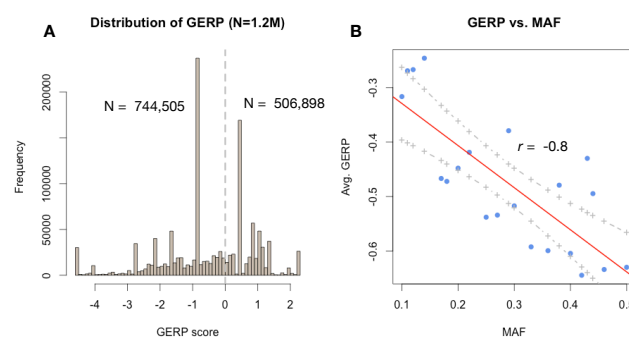 A
Distribution of GERP (N=1.2M)
N = 744,505
N = 506,898
Frequency
0
50000
100000
200000
-4
-3
-2
-1
0
1
2
GERP score
B
GERP vs. MAF
r = -0.8
Avg. GERP
-0.3
-0.4
-0.5
-0.6
0.1
0.2
0.3
0.4
MAF